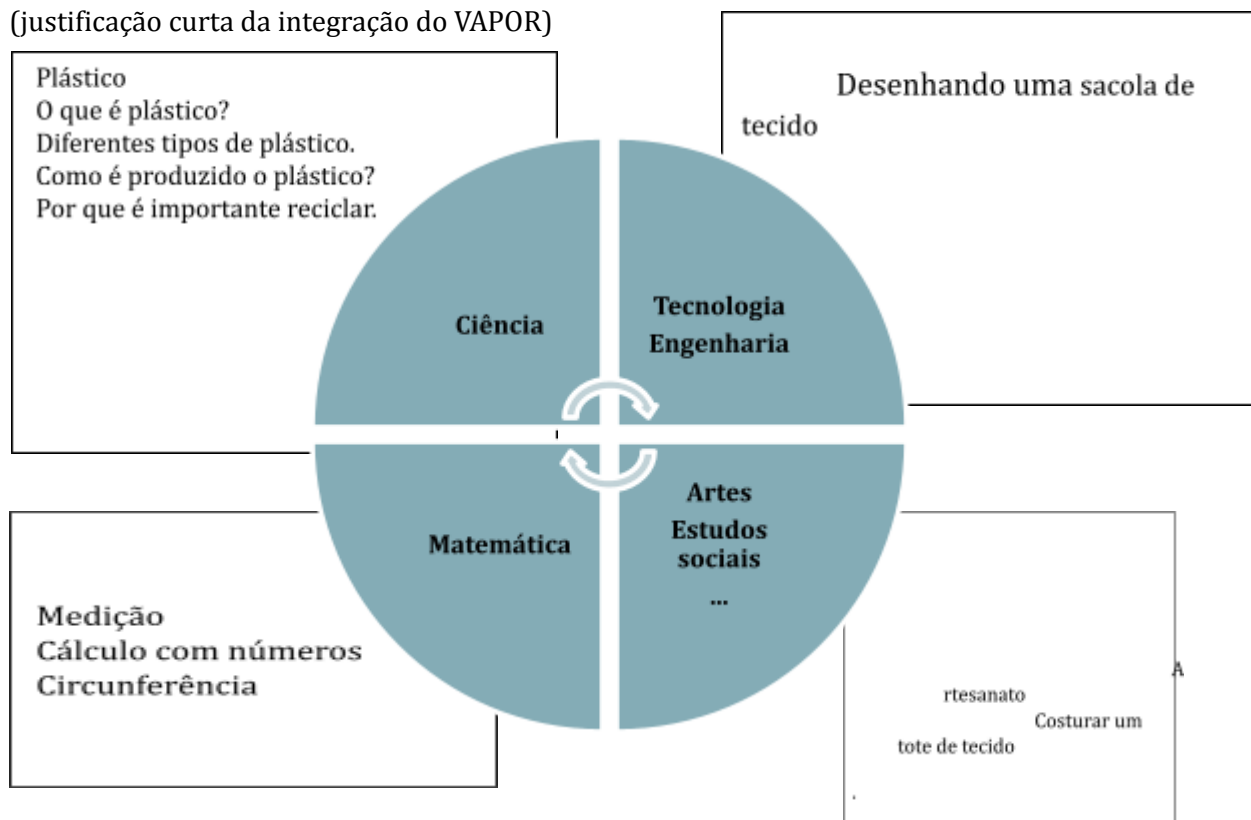 (justificação curta da integração do VAPOR)
Plástico
O que é plástico?
Diferentes tipos de plástico.
Como é produzido o plástico?
Por que é importante reciclar.
Desenhando uma sacola de
tecido
Ciência
Tecnologia
Engenharia
Matemática
Artes
Estudos
sociais
...
Medição
Cálculo com números
Circunferência
A
rtesanato
Costurar um
tote de tecido
.